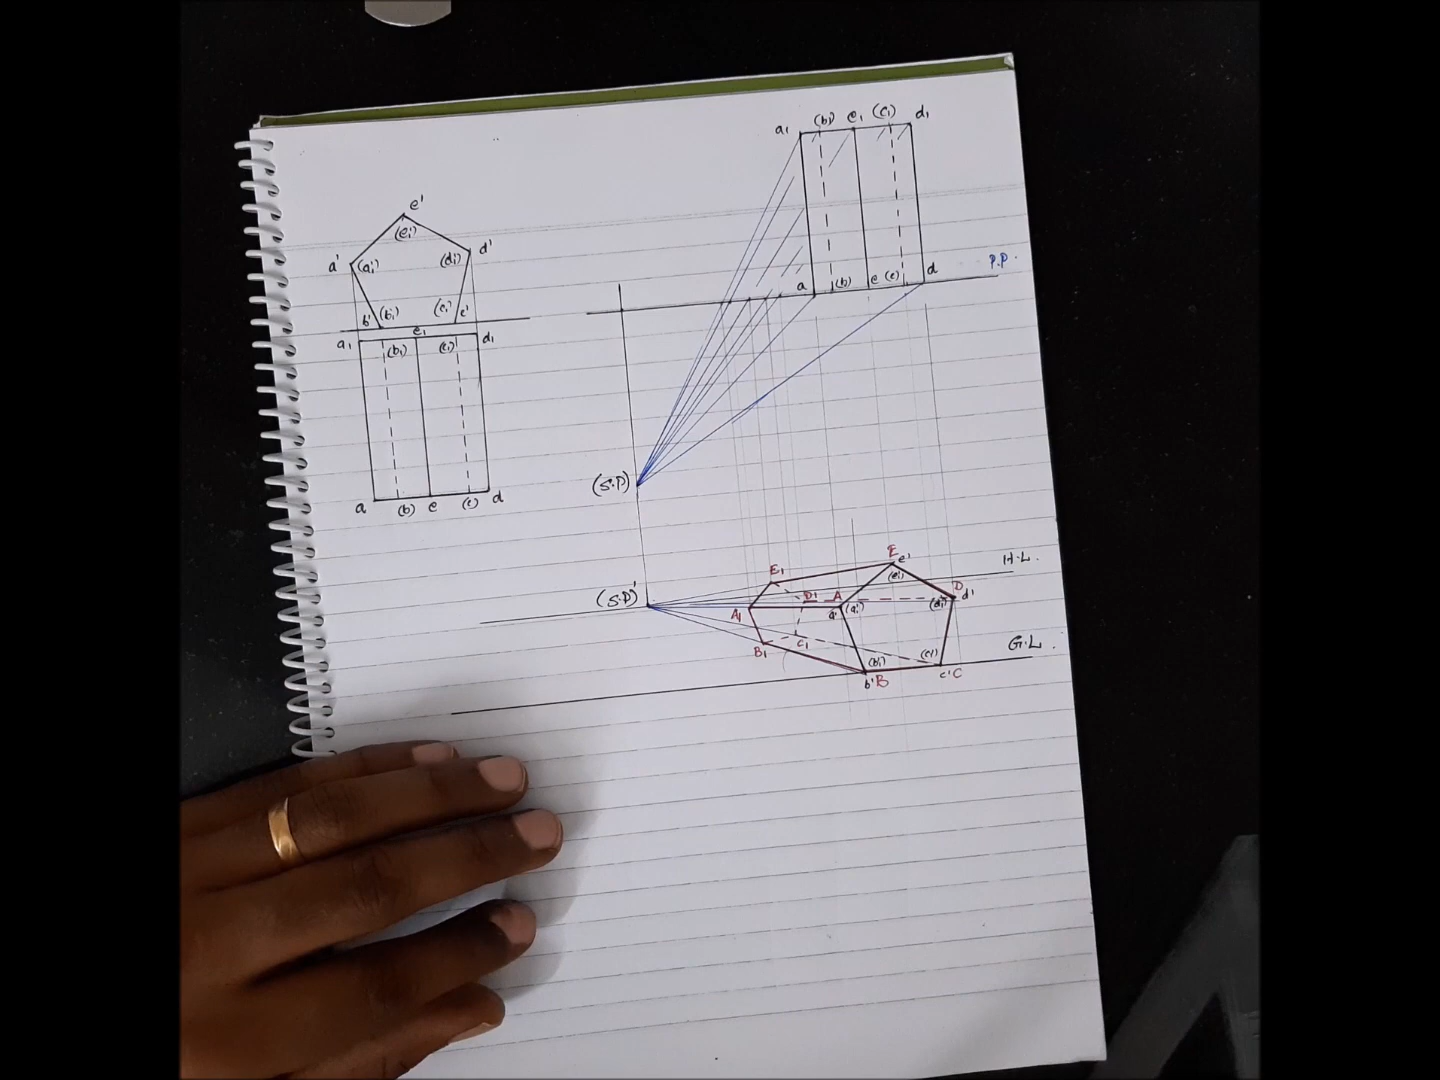 a₁ (b₁) e₁ (c₁) d₁
e'
(e₁')
a' (a₁') (d₁') d'
b' (b₁') (c₁') c'
a₁ (b₁) e₁ (c₁) d₁
a (b) e (c) d
a (b) e (c) d P.P.
(S.P)
(S.P)'
H.L.
E
e'
(e₁')
E₁
D₁ A D
A₁ a' (a₁') (d₁') d'
B₁ C₁
(b₁') (c₁')
G.L.
b'B c'C